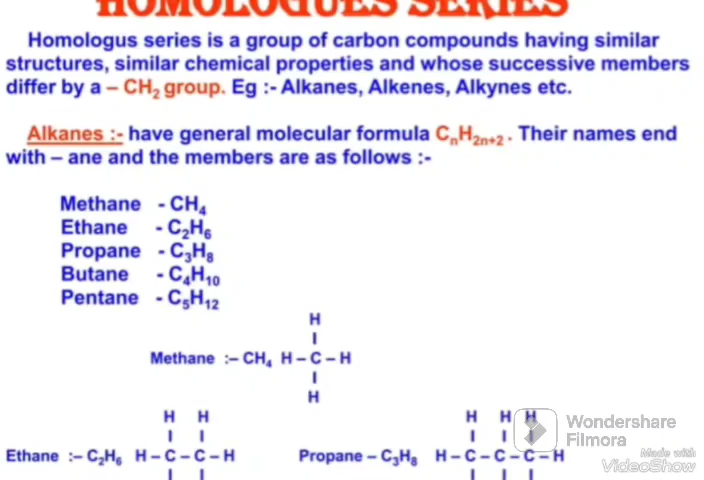 HOMOLOGUES SERIES
Homologus series is a group of carbon compounds having similar
structures, similar chemical properties and whose successive members
differ by a – CH₂ group. Eg :- Alkanes, Alkenes, Alkynes etc.
Alkanes :- have general molecular formula CₙH₂ₙ₊₂ . Their names end
with – ane and the members are as follows :-
Methane - CH₄
Ethane - C₂H₆
Propane - C₃H₈
Butane - C₄H₁₀
Pentane - C₅H₁₂
H
I
Methane :– CH₄ H – C – H
I
H
H H H H H
I I I I I
Ethane :– C₂H₆ H – C – C – H Propane – C₃H₈ H – C – C – C – H
I I I I I
Wondershare
Filmora
Made with
VideoShow